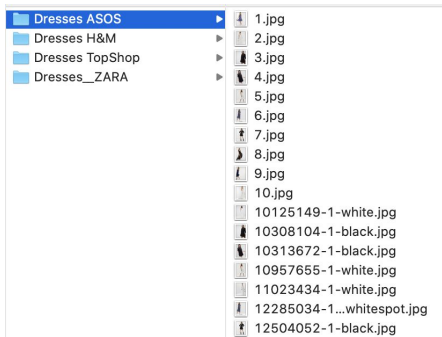 Dresses ASOS
Dresses H&M
Dresses TopShop
Dresses__ZARA
1.jpg
2.jpg
3.jpg
4.jpg
5.jpg
6.jpg
7.jpg
8.jpg
9.jpg
10.jpg
10125149-1-white.jpg
10308104-1-black.jpg
10313672-1-black.jpg
10957655-1-white.jpg
11023434-1-white.jpg
12285034-1...whitespot.jpg
12504052-1-black.jpg